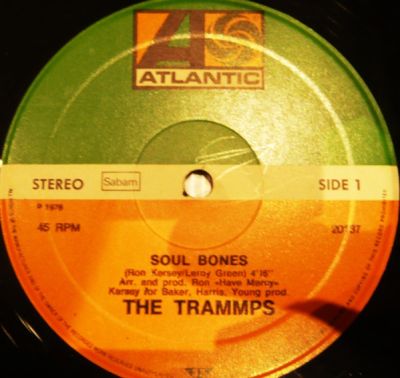 ATLANTIC
STEREO Sabam SIDE 1
P 1978
45 RPM 20137
SOUL BONES
(Ron Kersey/Leroy Green) 4'16"
Arr. and prod. Ron «Have Mercy»
Kersey for Baker, Harris, Young prod.
THE TRAMMPS